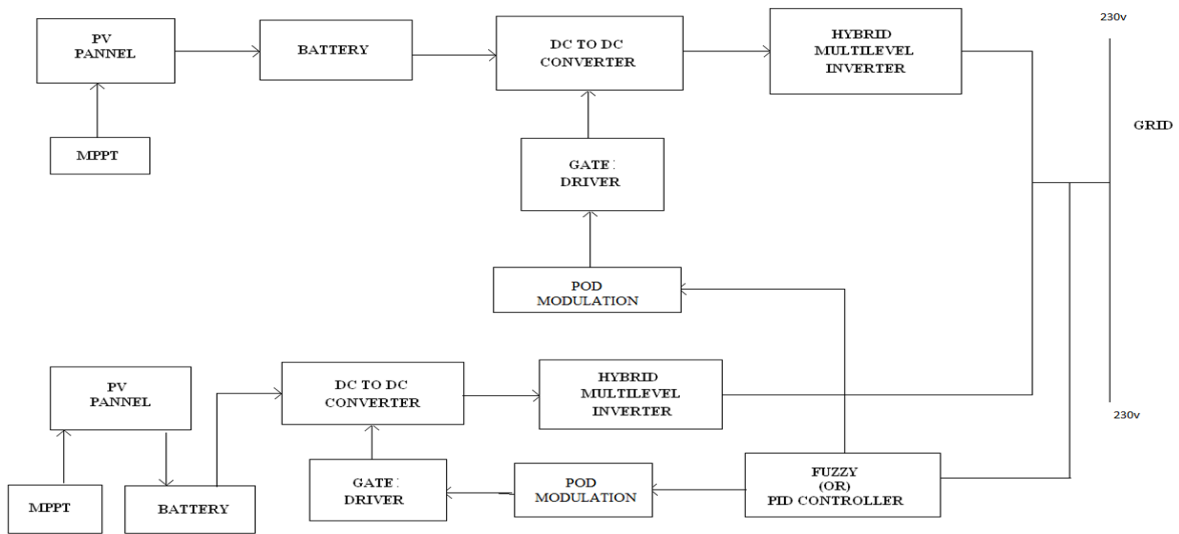 230v
PV
PANNEL
BATTERY
DC TO DC
CONVERTER
HYBRID
MULTILEVEL
INVERTER
GRID
MPPT
GATE:
DRIVER
POD
MODULATION
PV
PANNEL
DC TO DC
CONVERTER
HYBRID
MULTILEVEL
INVERTER
230v
MPPT
BATTERY
GATE:
DRIVER
POD
MODULATION
FUZZY
(OR)
PID CONTROLLER